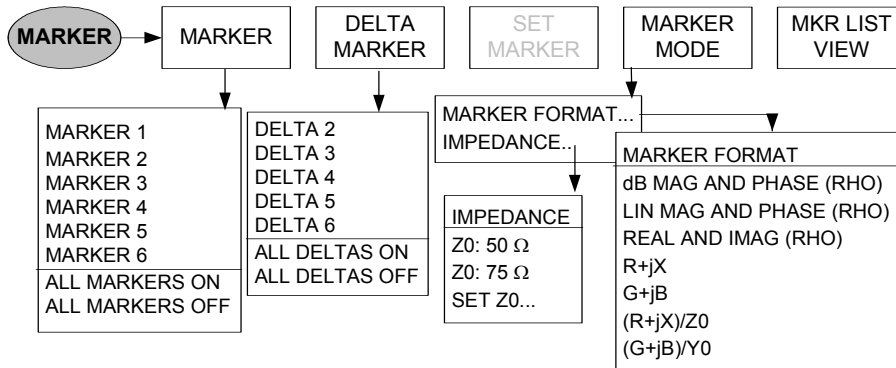 MARKER
MARKER
DELTA
MARKER
SET
MARKER
MARKER
MODE
MKR LIST
VIEW
MARKER 1
MARKER 2
MARKER 3
MARKER 4
MARKER 5
MARKER 6
ALL MARKERS ON
ALL MARKERS OFF
DELTA 2
DELTA 3
DELTA 4
DELTA 5
DELTA 6
ALL DELTAS ON
ALL DELTAS OFF
MARKER FORMAT...
IMPEDANCE...
IMPEDANCE
Z0: 50 Ω
Z0: 75 Ω
SET Z0...
MARKER FORMAT
dB MAG AND PHASE (RHO)
LIN MAG AND PHASE (RHO)
REAL AND IMAG (RHO)
R+jX
G+jB
(R+jX)/Z0
(G+jB)/Y0